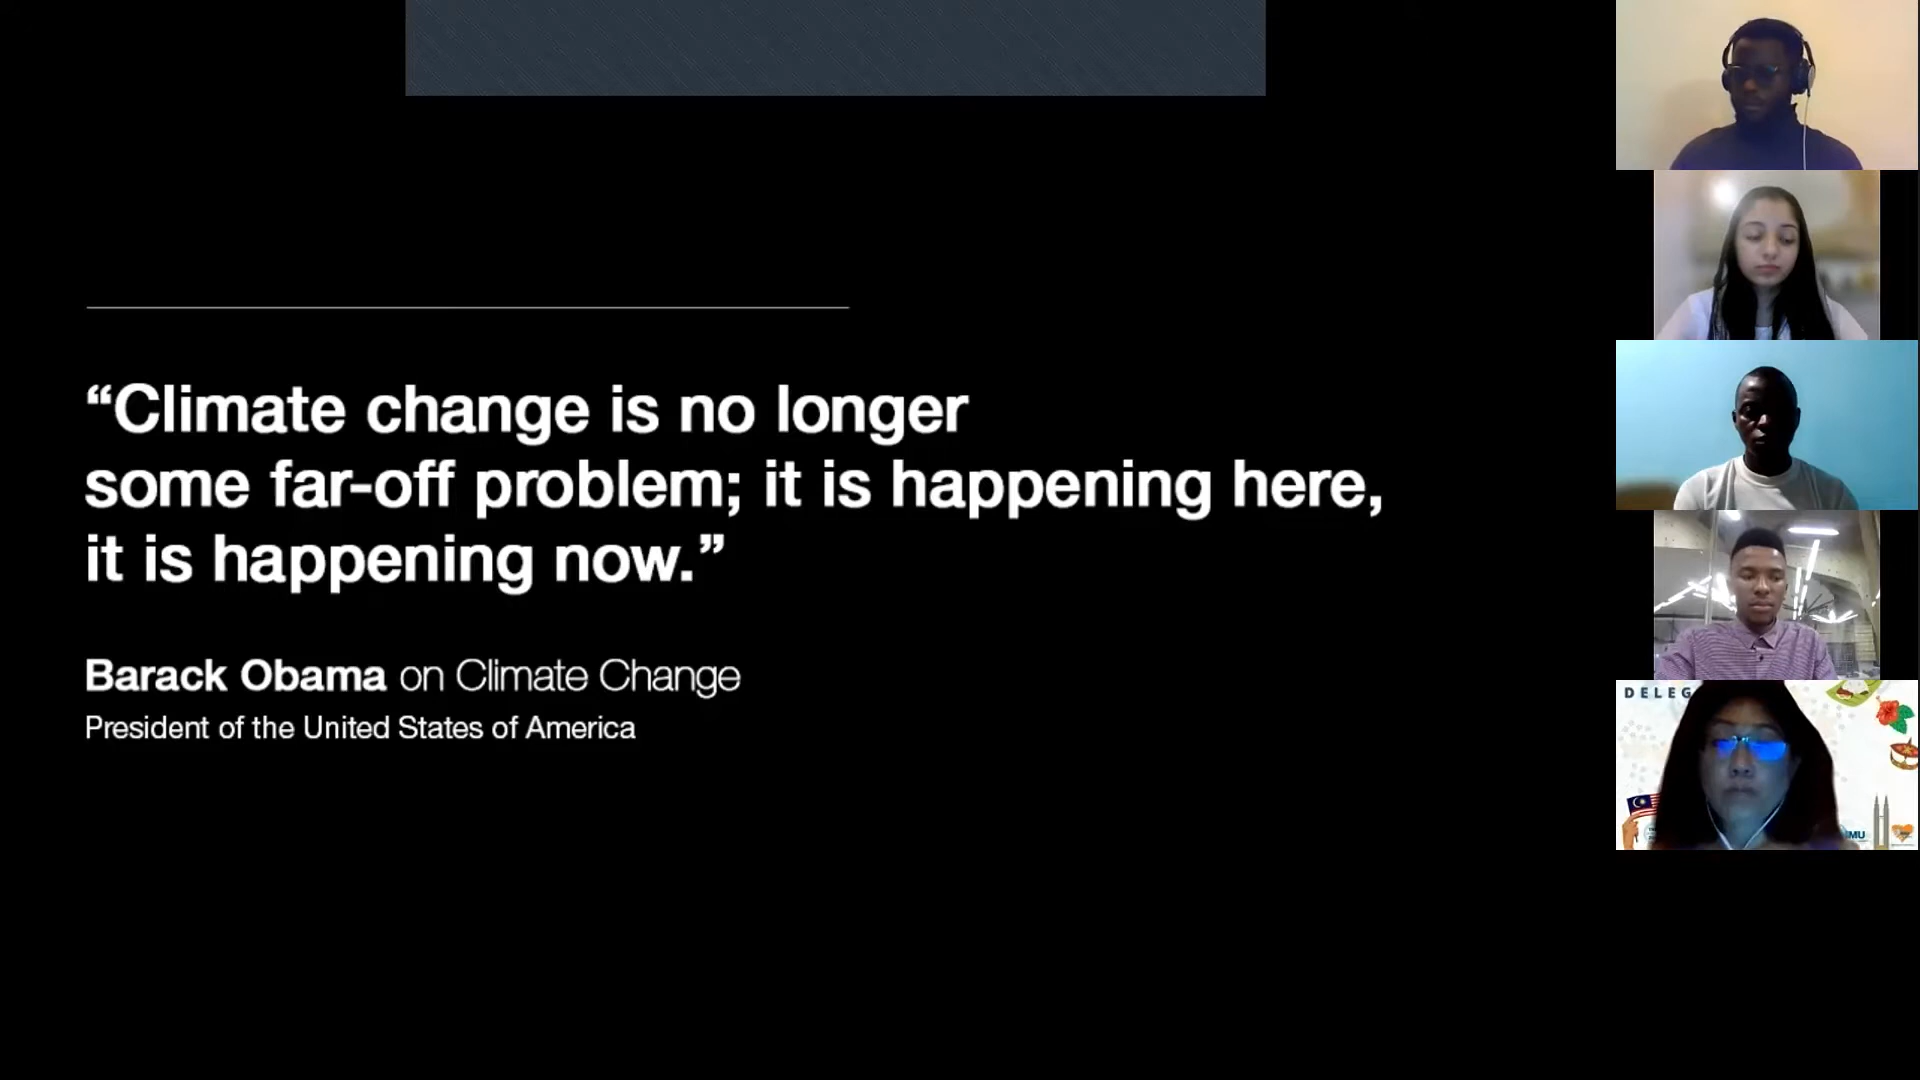 “Climate change is no longer
some far-off problem; it is happening here,
it is happening now.”
Barack Obama on Climate Change
President of the United States of America
DELEG
IMU